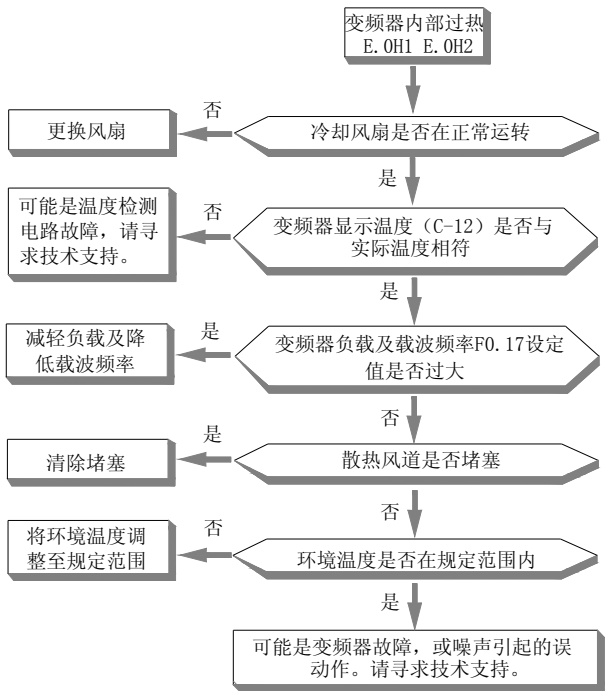 变频器内部过热
E.OH1 E.OH2
否
更换风扇
冷却风扇是否在正常运转
是
可能是温度检测
电路故障，请寻
求技术支持。
否
变频器显示温度（C-12）是否与
实际温度相符
是
减轻负载及降
低载波频率
是
变频器负载及载波频率F0.17设定
值是否过大
否
清除堵塞
是
散热风道是否堵塞
否
将环境温度调
整至规定范围
否
环境温度是否在规定范围内
是
可能是变频器故障，或噪声引起的误
动作。请寻求技术支持。